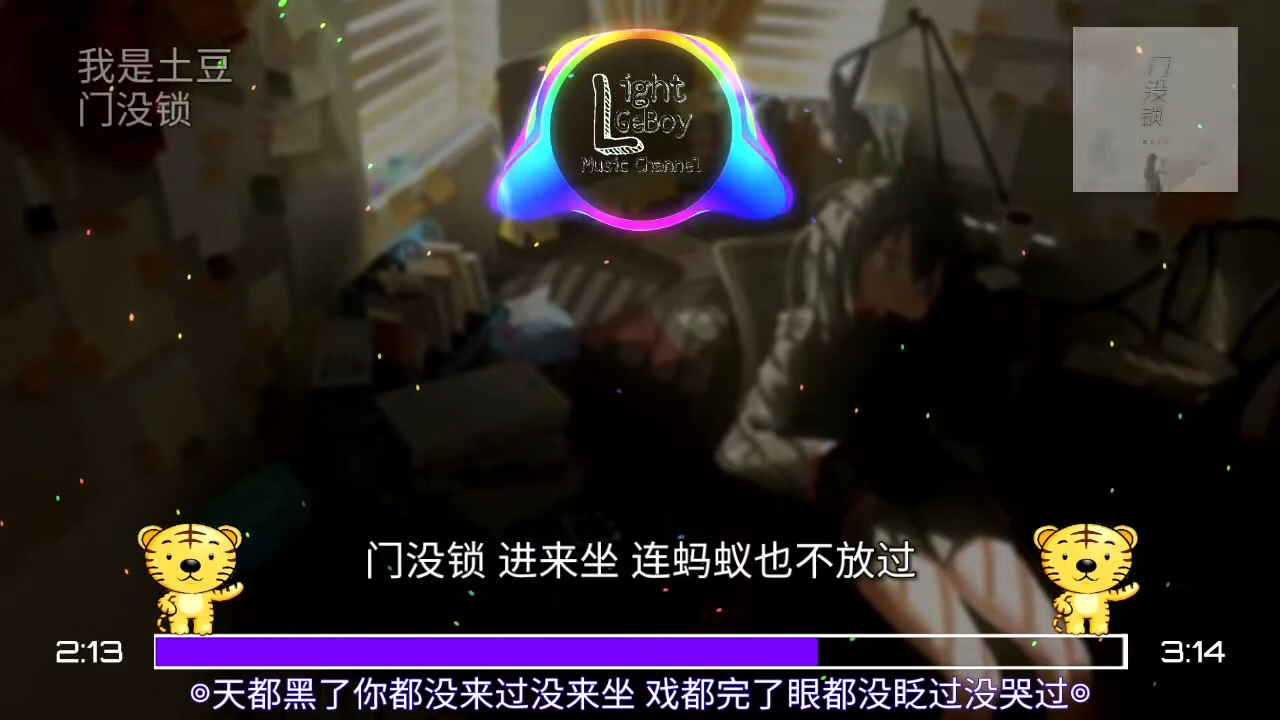 我是土豆
门没锁
Light
GeBoy
Music Channel
门
没
锁
门没锁 进来坐 连蚂蚁也不放过
2:13
3:14
◎天都黑了你都没来过没来坐 戏都完了眼都没眨过没哭过◎